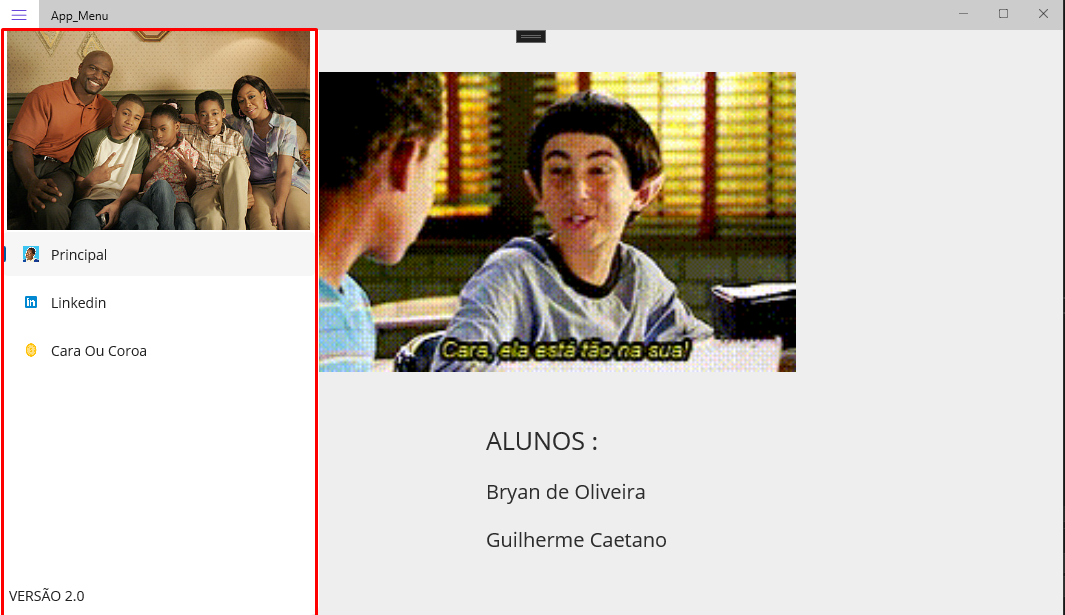 App_Menu
Principal
Linkedin
Cara Ou Coroa
VERSÃO 2.0
Cara, ela está tão na sua!
ALUNOS :
Bryan de Oliveira
Guilherme Caetano